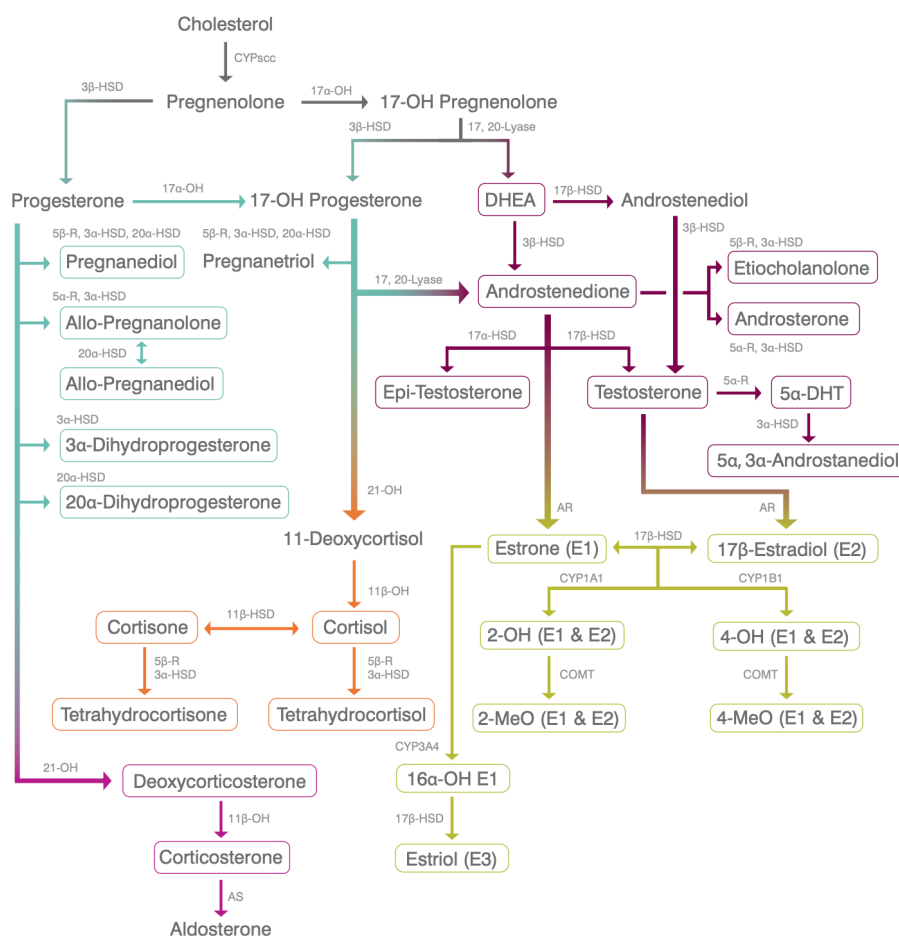 Cholesterol
CYPscc
3β-HSD
Pregnenolone
17α-OH
17-OH Pregnenolone
3β-HSD
17, 20-Lyase
Progesterone
17α-OH
17-OH Progesterone
DHEA
17β-HSD
Androstenediol
5β-R, 3α-HSD, 20α-HSD
Pregnanediol
5β-R, 3α-HSD, 20α-HSD
Pregnanetriol
3β-HSD
3β-HSD
5β-R, 3α-HSD
Etiocholanolone
17, 20-Lyase
Androstenedione
Androsterone
5α-R, 3α-HSD
5α-R, 3α-HSD
Allo-Pregnanolone
20α-HSD
Allo-Pregnanediol
17α-HSD
17β-HSD
Epi-Testosterone
Testosterone
5α-R
5α-DHT
3α-HSD
5α, 3α-Androstanediol
3α-HSD
3α-Dihydroprogesterone
20α-HSD
20α-Dihydroprogesterone
21-OH
11-Deoxycortisol
AR
AR
Estrone (E1)
17β-HSD
17β-Estradiol (E2)
11β-OH
CYP1A1
CYP1B1
Cortisone
11β-HSD
Cortisol
2-OH (E1 & E2)
4-OH (E1 & E2)
5β-R
3α-HSD
5β-R
3α-HSD
COMT
COMT
Tetrahydrocortisone
Tetrahydrocortisol
2-MeO (E1 & E2)
4-MeO (E1 & E2)
CYP3A4
21-OH
Deoxycorticosterone
16α-OH E1
11β-OH
17β-HSD
Corticosterone
Estriol (E3)
AS
Aldosterone